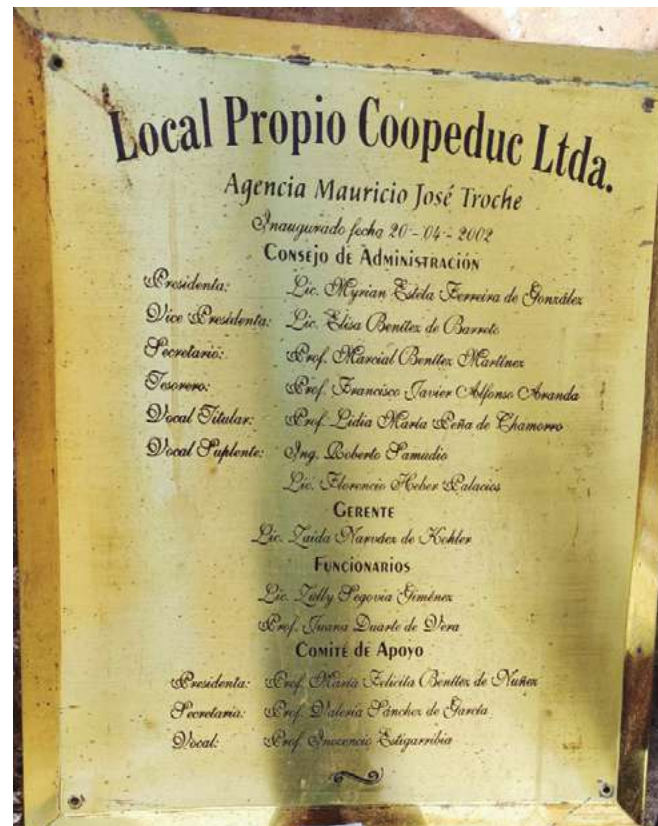 Local Propio Coopeduc Ltda.
Agencia Mauricio José Troche
Inaugurado fecha 20 - 04 - 2002
Consejo de Administración
Presidenta: Lic. Myrian Estela Ferreira de González
Vice Presidenta: Lic. Elisa Benítez de Barreto
Secretario: Prof. Marcial Benítez Martínez
Tesorero: Prof. Francisco Javier Alfonso Aranda
Vocal Titular: Prof. Lidia María Peña de Chamorro
Vocal Suplente: Ing. Roberto Samudio
Lic. Florencio Heber Palacios
Gerente
Lic. Zaida Narváez de Kohler
Funcionarios
Lic. Zully Segovia Giménez
Prof. Juana Duarte de Vera
Comité de Apoyo
Presidenta: Prof. María Felicita Benítez de Nuñez
Secretaria: Prof. Valeria Sánchez de García
Vocal: Prof. Inocencio Estigarribia